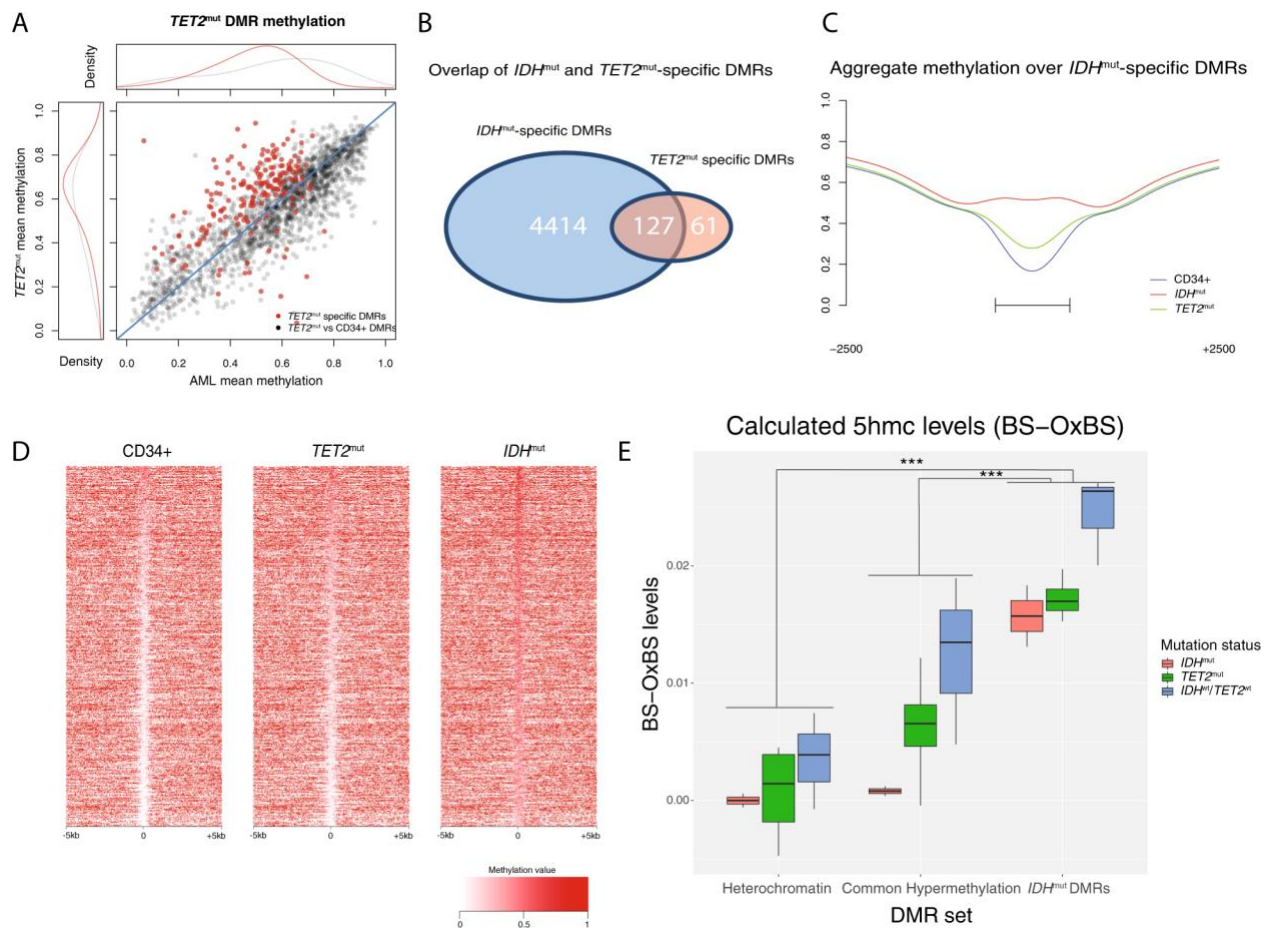 A
TET2mut DMR methylation
Density
TET2mut mean methylation
1.0
0.8
0.6
0.4
0.2
0.0
TET2mut specific DMRs
TET2mut vs CD34+ DMRs
0.0 0.2 0.4 0.6 0.8 1.0
Density
AML mean methylation
B
Overlap of IDHmut and TET2mut-specific DMRs
IDHmut-specific DMRs
TET2mut specific DMRs
4414 127 61
C
Aggregate methylation over IDHmut-specific DMRs
1.0
0.8
0.6
0.4
0.2
0.0
CD34+
IDHmut
TET2mut
−2500 +2500
D
CD34+ TET2mut IDHmut
-5kb 0 +5kb -5kb 0 +5kb -5kb 0 +5kb
Methylation value
0 0.5 1
E
Calculated 5hmc levels (BS−OxBS)
***
***
BS−OxBS levels
0.02
0.01
0.00
Heterochromatin Common Hypermethylation IDHmut DMRs
DMR set
Mutation status
IDHmut
TET2mut
IDHwt/TET2wt